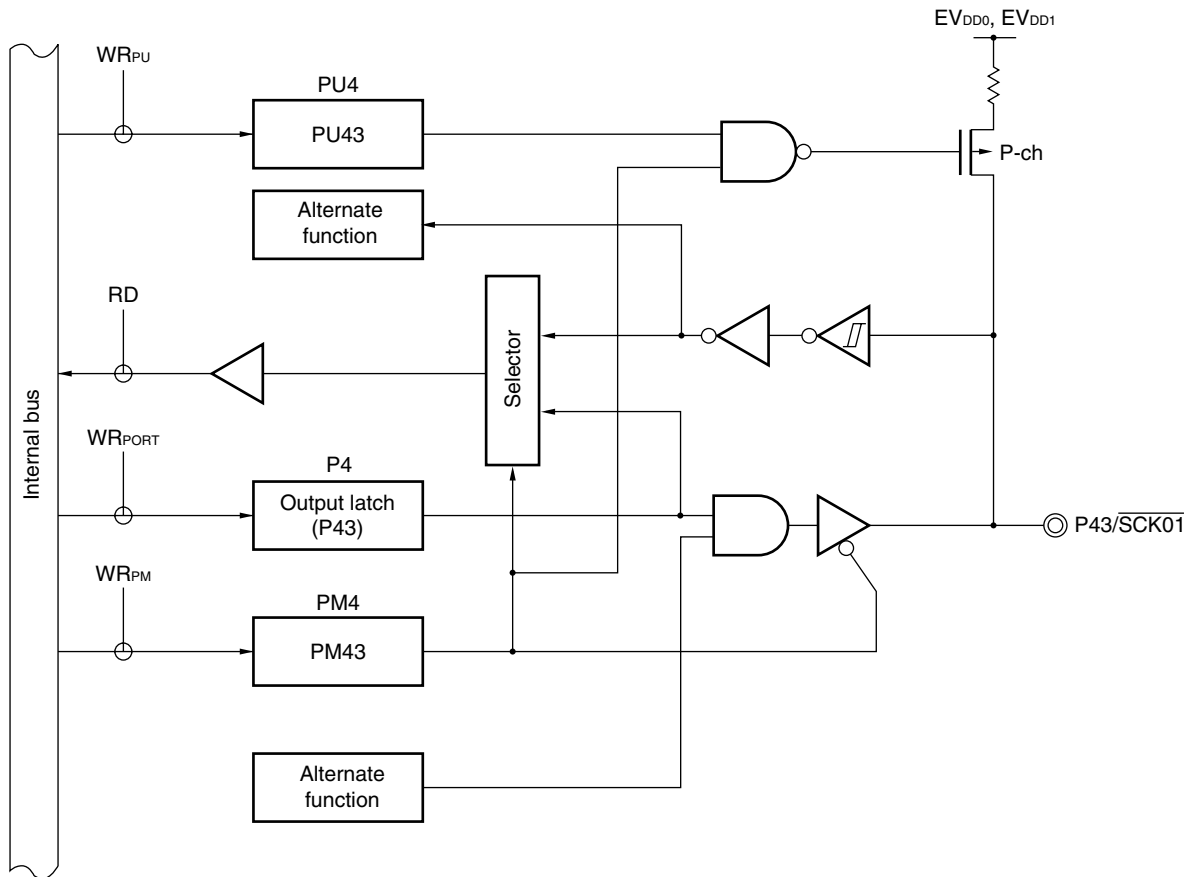 EVDD0, EVDD1
WRPU
PU4
PU43
P-ch
Alternate
function
RD
Selector
Internal bus
WRPORT
P4
Output latch
(P43)
P43/SCK01
WRPM
PM4
PM43
Alternate
function